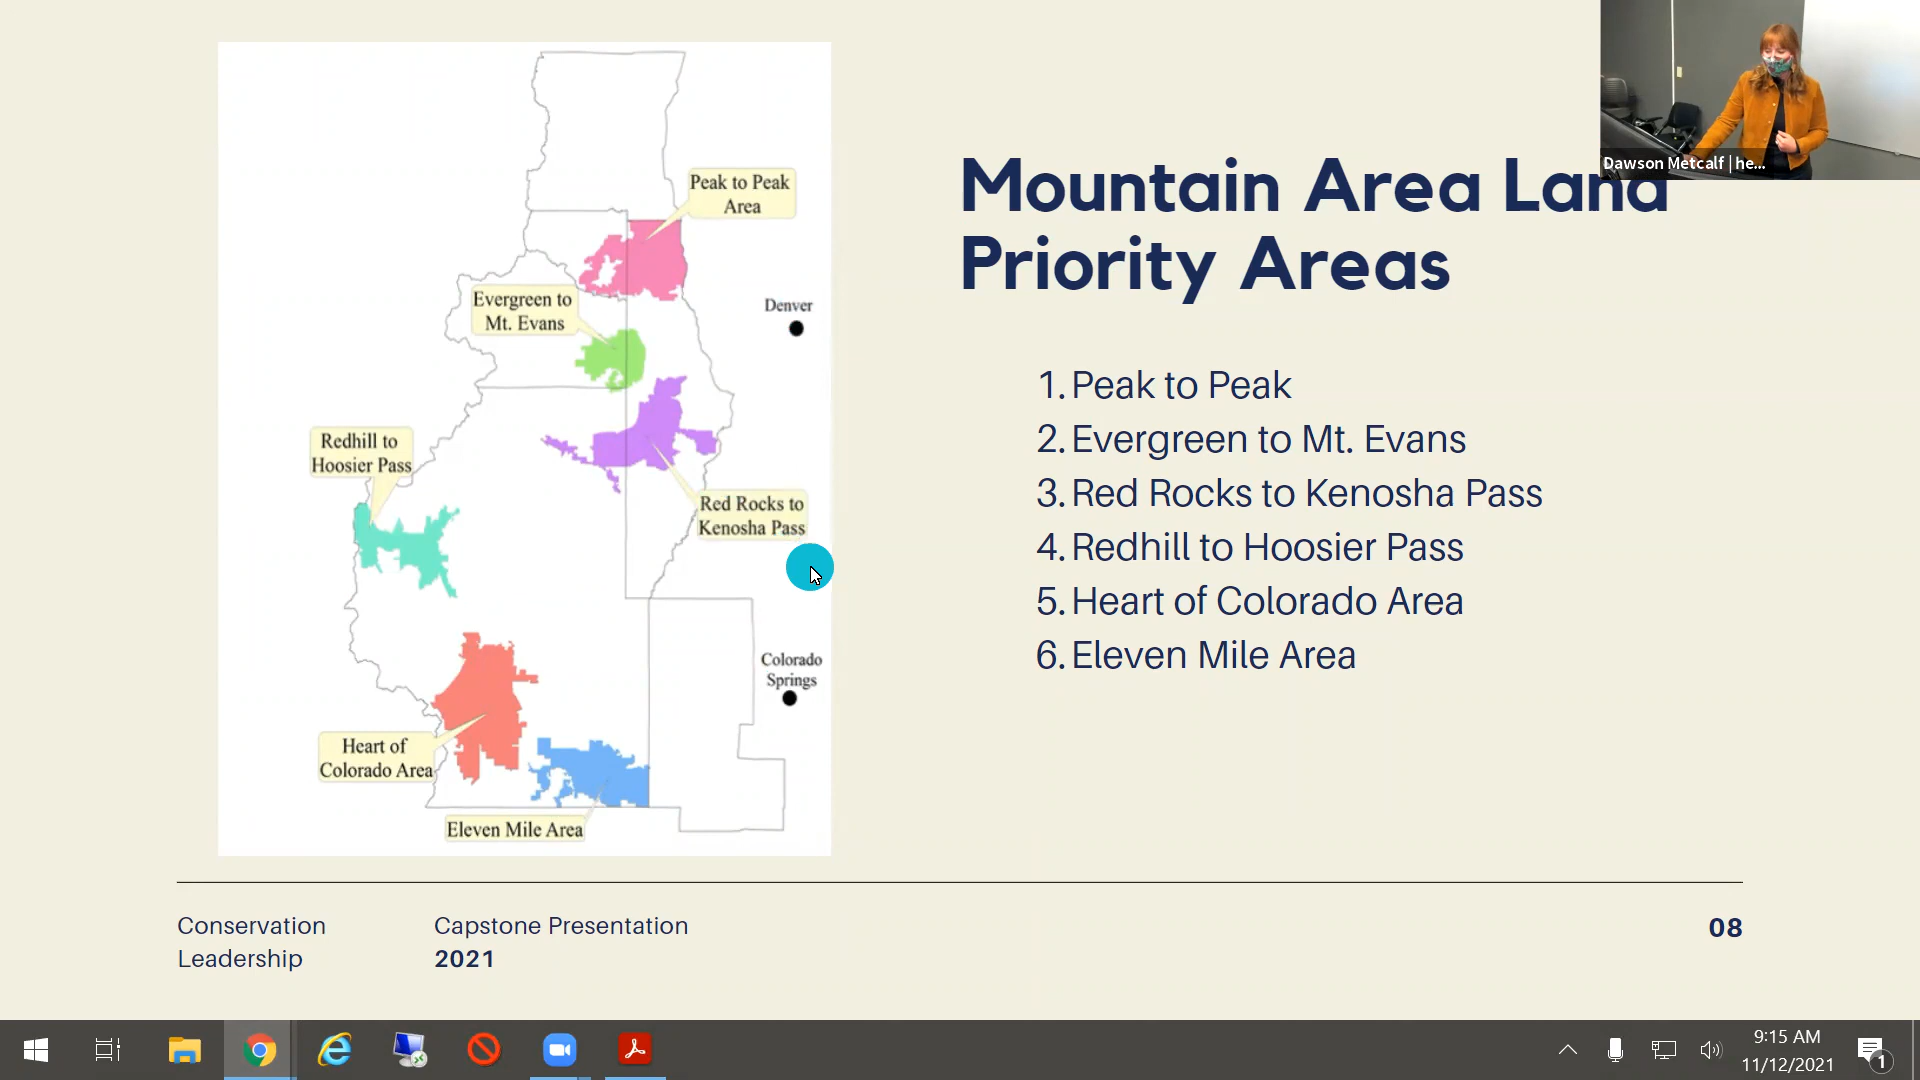 Dawson Metcalf | he...
Mountain Area Land
Priority Areas
1. Peak to Peak
2. Evergreen to Mt. Evans
3. Red Rocks to Kenosha Pass
4. Redhill to Hoosier Pass
5. Heart of Colorado Area
6. Eleven Mile Area
Peak to Peak
Area
Evergreen to
Mt. Evans
Denver
Redhill to
Hoosier Pass
Red Rocks to
Kenosha Pass
Colorado
Springs
Heart of
Colorado Area
Eleven Mile Area
Conservation
Leadership
Capstone Presentation
2021
08
9:15 AM
11/12/2021
1